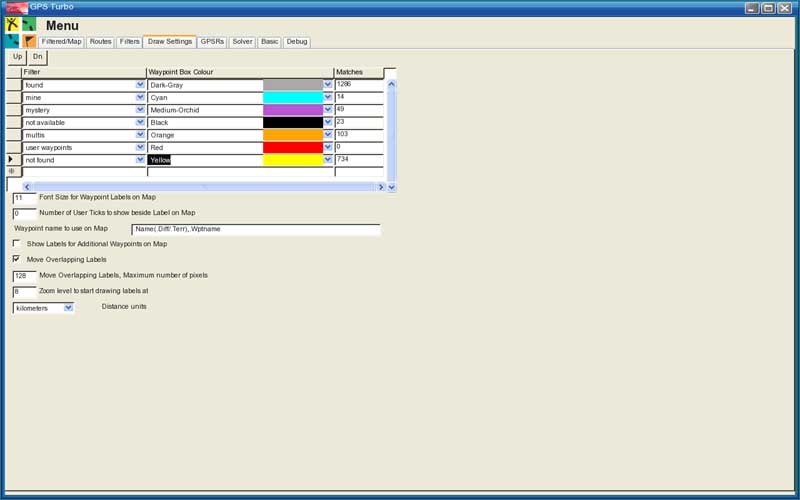 GPS Turbo
Menu
Filtered/Map Routes Filters Draw Settings GPSRs Solver Basic Debug
Up Dn
Filter Waypoint Box Colour Matches
found Dark-Gray 1286
mine Cyan 14
mystery Medium-Orchid 49
not available Black 23
multis Orange 103
user waypoints Red 0
not found Yellow 734
11 Font Size for Waypoint Labels on Map
0 Number of User Ticks to show beside Label on Map
Waypoint name to use on Map .Name(.Diff/.Terr),.Wptname
Show Labels for Additional Waypoints on Map
Move Overlapping Labels
128 Move Overlapping Labels, Maximum number of pixels
8 Zoom level to start drawing labels at
kilometers Distance units